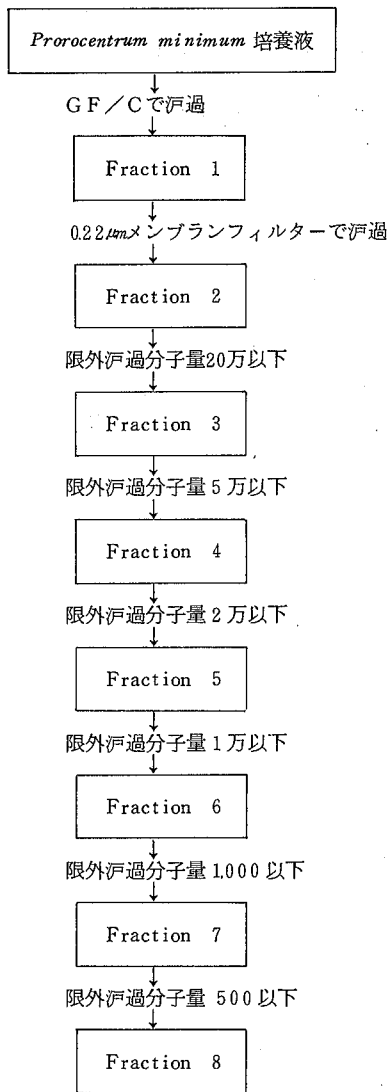 Prorocentrum minimum 培養液
GF/Cで沪過
Fraction 1
0.22μmメンブランフィルターで沪過
Fraction 2
限外沪過分子量20万以下
Fraction 3
限外沪過分子量5万以下
Fraction 4
限外沪過分子量2万以下
Fraction 5
限外沪過分子量1万以下
Fraction 6
限外沪過分子量1,000以下
Fraction 7
限外沪過分子量500以下
Fraction 8